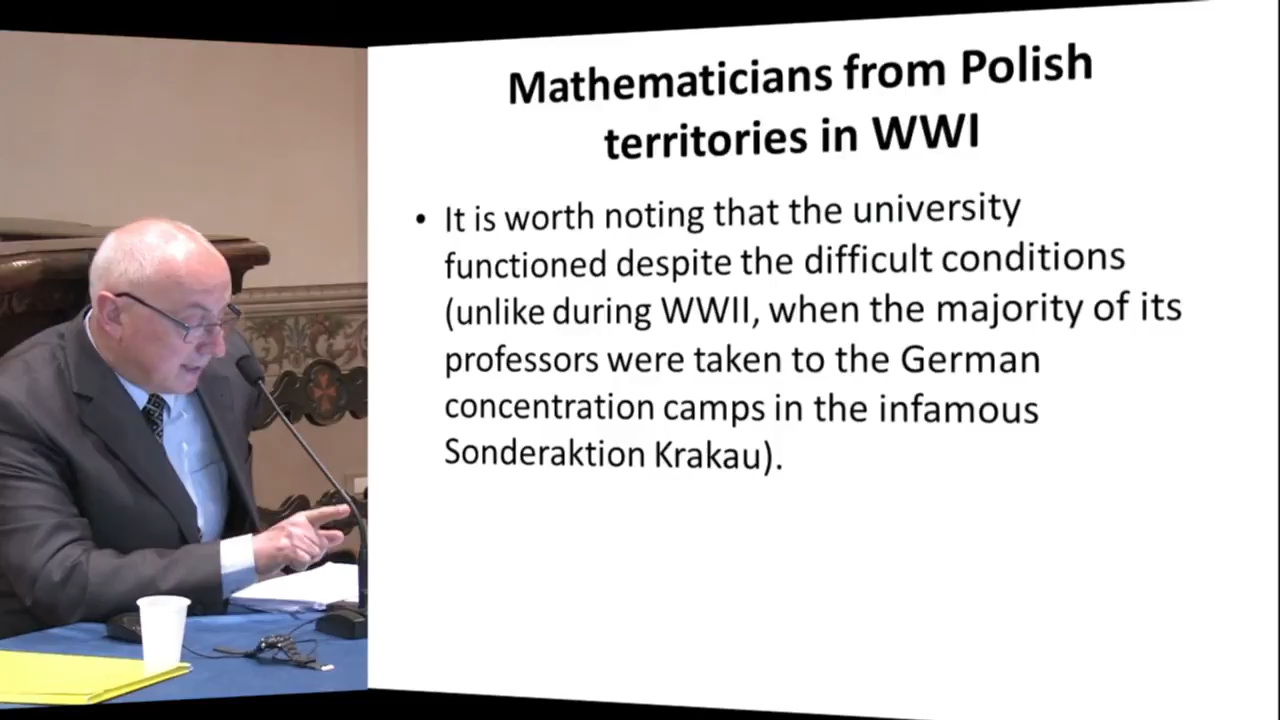 Mathematicians from Polish
territories in WWI
• It is worth noting that the university
functioned despite the difficult conditions
(unlike during WWII, when the majority of its
professors were taken to the German
concentration camps in the infamous
Sonderaktion Krakau).